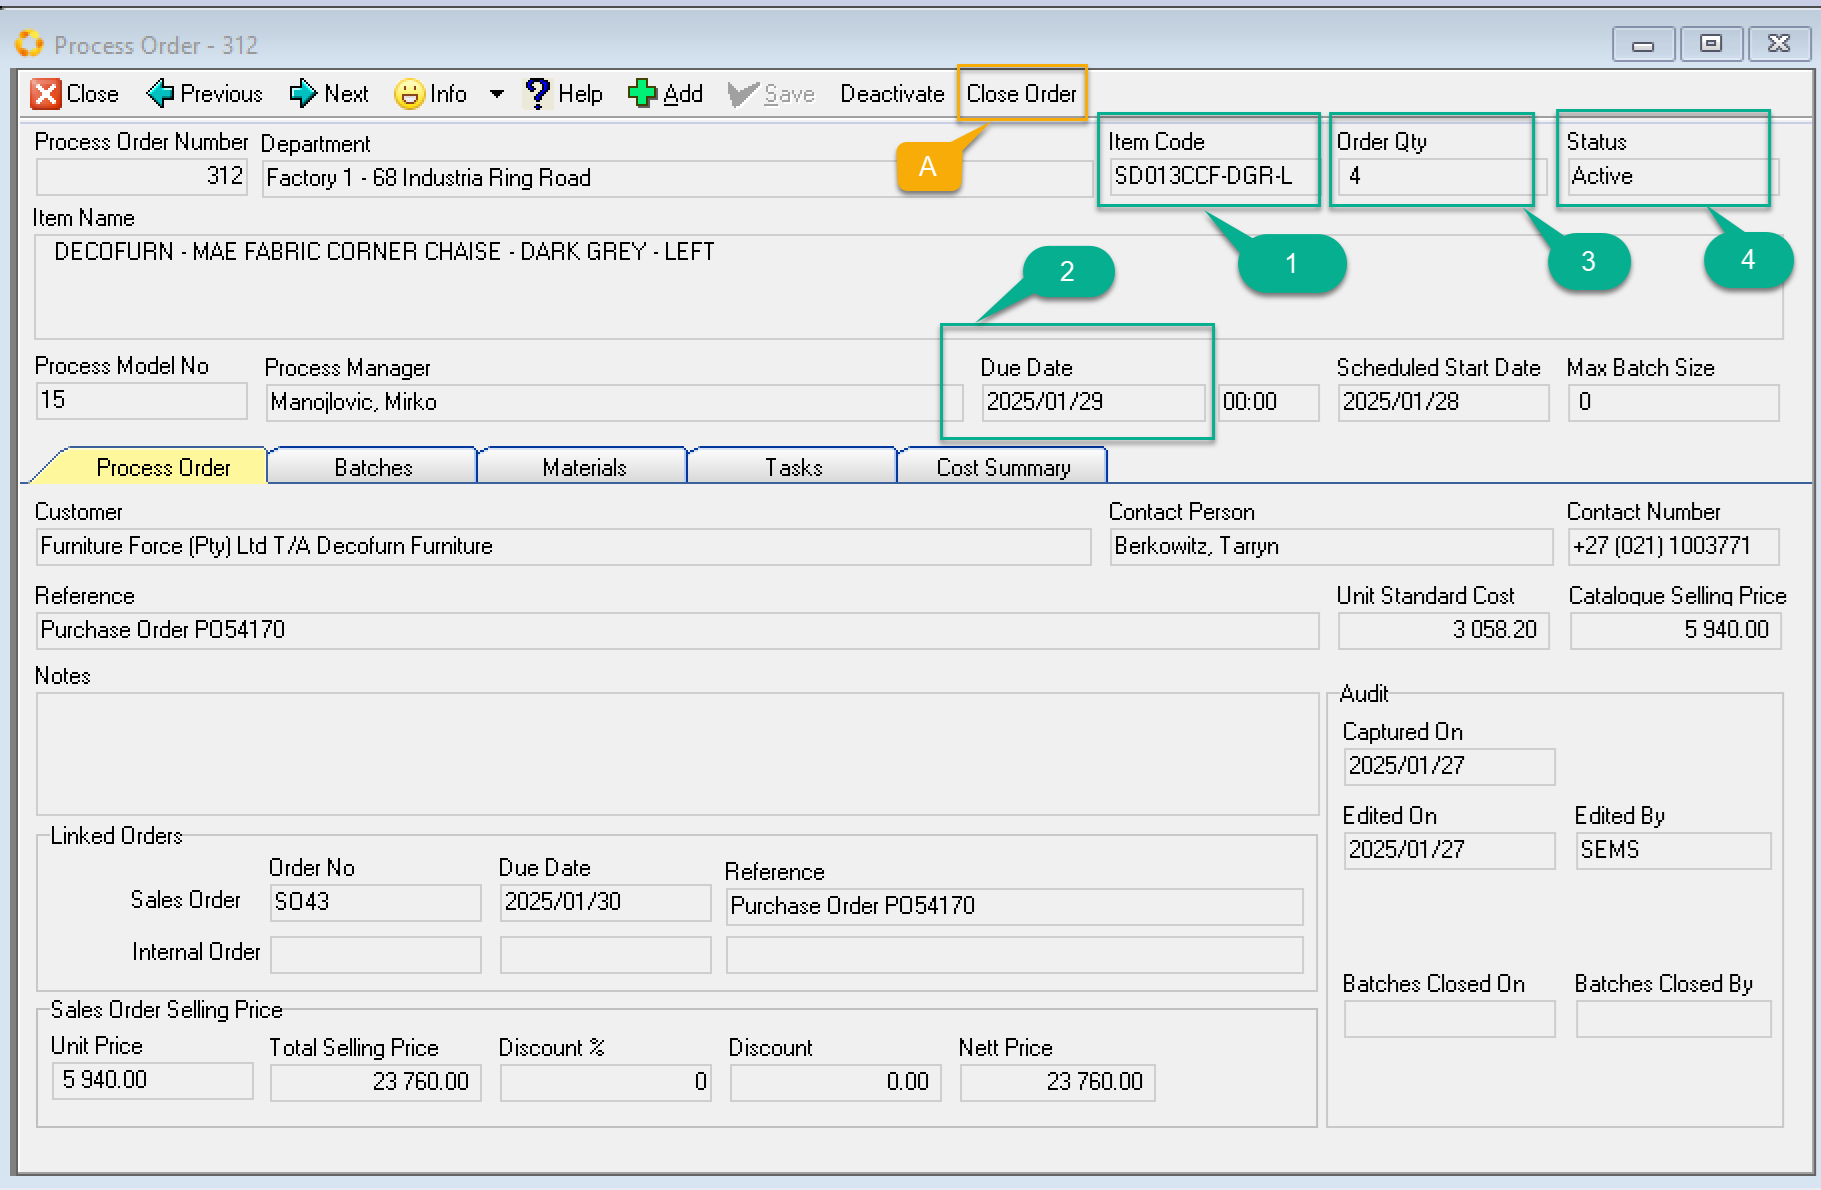 Process Order - 312
Close Previous Next Info Help Add Save Deactivate Close Order
A
Process Order Number Department Item Code Order Qty Status
312 Factory 1 - 68 Industria Ring Road SD013CCF-DGR-L 4 Active
1
3
4
Item Name
DECOFURN - MAE FABRIC CORNER CHAISE - DARK GREY - LEFT
2
Process Model No Process Manager Due Date Scheduled Start Date Max Batch Size
15 Manojlovic, Mirko 2025/01/29 00:00 2025/01/28 0
Process Order Batches Materials Tasks Cost Summary
Customer Contact Person Contact Number
Furniture Force (Pty) Ltd T/A Decofurn Furniture Berkowitz, Tarryn +27 (021) 1003771
Reference Unit Standard Cost Catalogue Selling Price
Purchase Order PO54170 3 058.20 5 940.00
Notes
Audit
Captured On
2025/01/27
Edited On Edited By
2025/01/27 SEMS
Batches Closed On Batches Closed By
Linked Orders
Order No Due Date Reference
Sales Order SO43 2025/01/30 Purchase Order PO54170
Internal Order
Sales Order Selling Price
Unit Price Total Selling Price Discount % Discount Nett Price
5 940.00 23 760.00 0 0.00 23 760.00